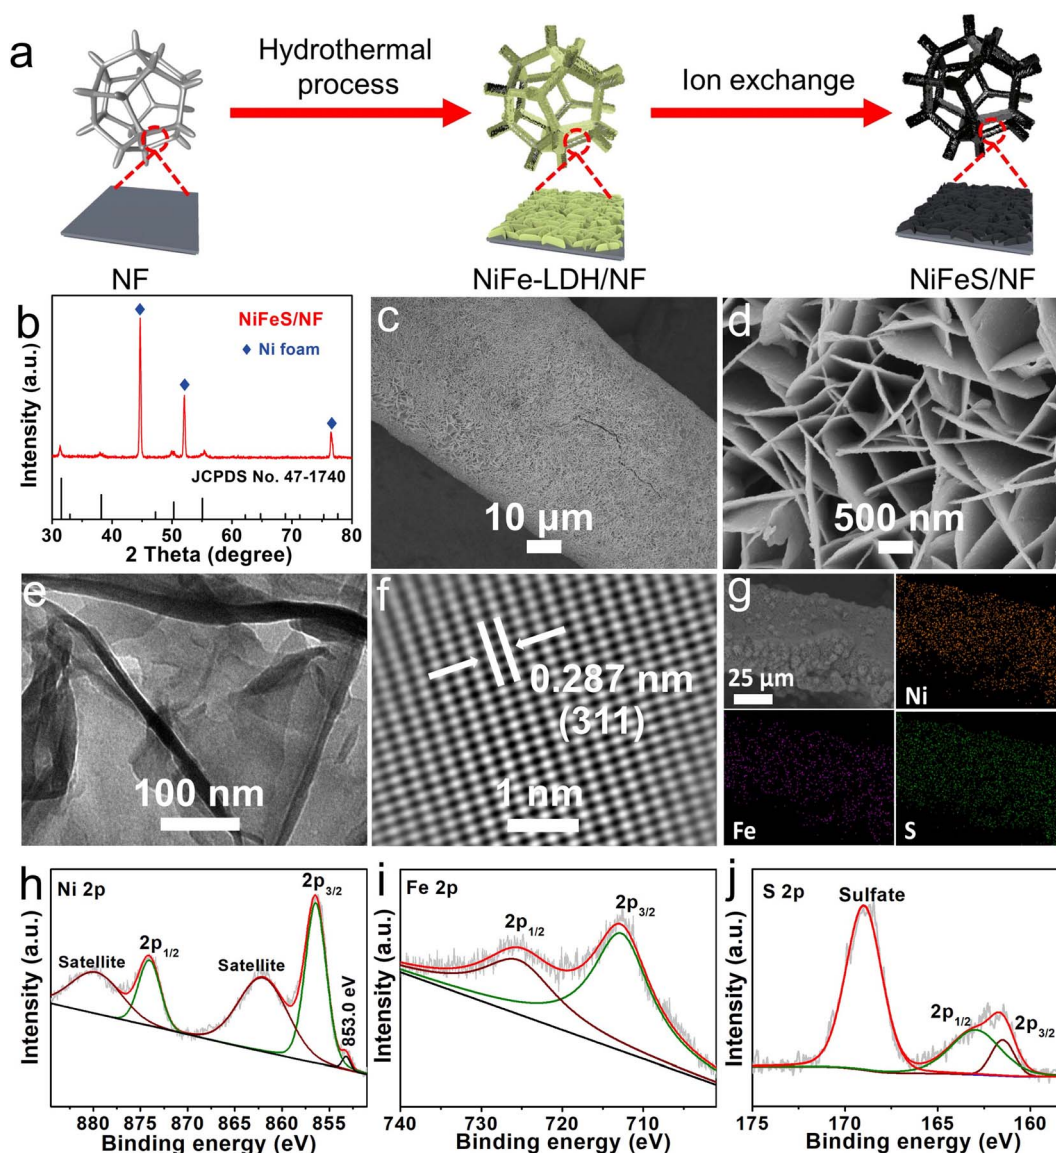 a
Hydrothermal
process
Ion exchange
NF
NiFe-LDH/NF
NiFeS/NF
b
NiFeS/NF
Ni foam
JCPDS No. 47-1740
Intensity (a.u.)
30 40 50 60 70 80
2 Theta (degree)
c
10 µm
d
500 nm
e
100 nm
f
0.287 nm
(311)
1 nm
g
25 µm
Ni
Fe
S
h
Ni 2p
2p3/2
2p1/2
Satellite
Satellite
853.0 eV
Intensity (a.u.)
880 875 870 865 860 855
Binding energy (eV)
i
Fe 2p
2p3/2
2p1/2
Intensity (a.u.)
740 730 720 710
Binding energy (eV)
j
S 2p
Sulfate
2p1/2
2p3/2
Intensity (a.u.)
175 170 165 160
Binding energy (eV)